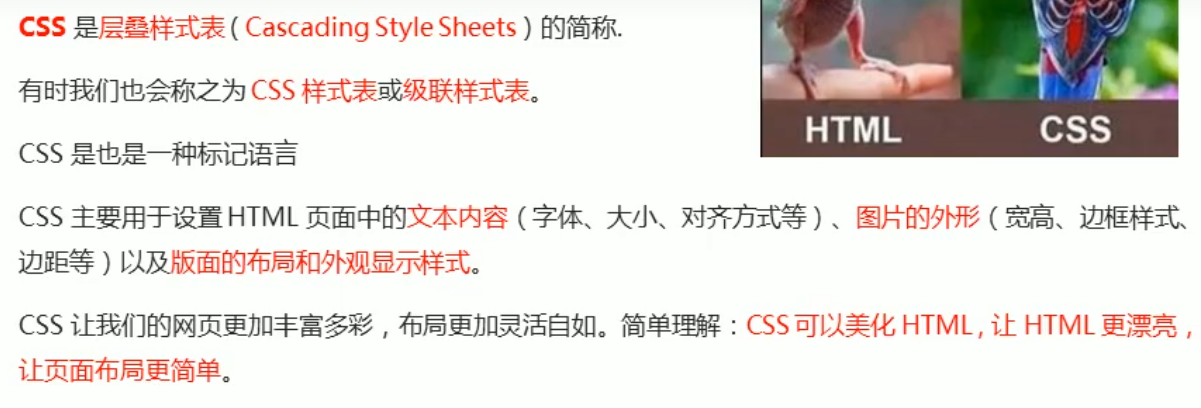 CSS 是层叠样式表 ( Cascading Style Sheets ) 的简称.
有时我们也会称之为 CSS 样式表或级联样式表。
HTML CSS
CSS 是也是一种标记语言
CSS 主要用于设置 HTML 页面中的文本内容（字体、大小、对齐方式等）、图片的外形（宽高、边框样式、
边距等）以及版面的布局和外观显示样式。
CSS 让我们的网页更加丰富多彩，布局更加灵活自如。简单理解：CSS 可以美化 HTML , 让 HTML 更漂亮，
让页面布局更简单。